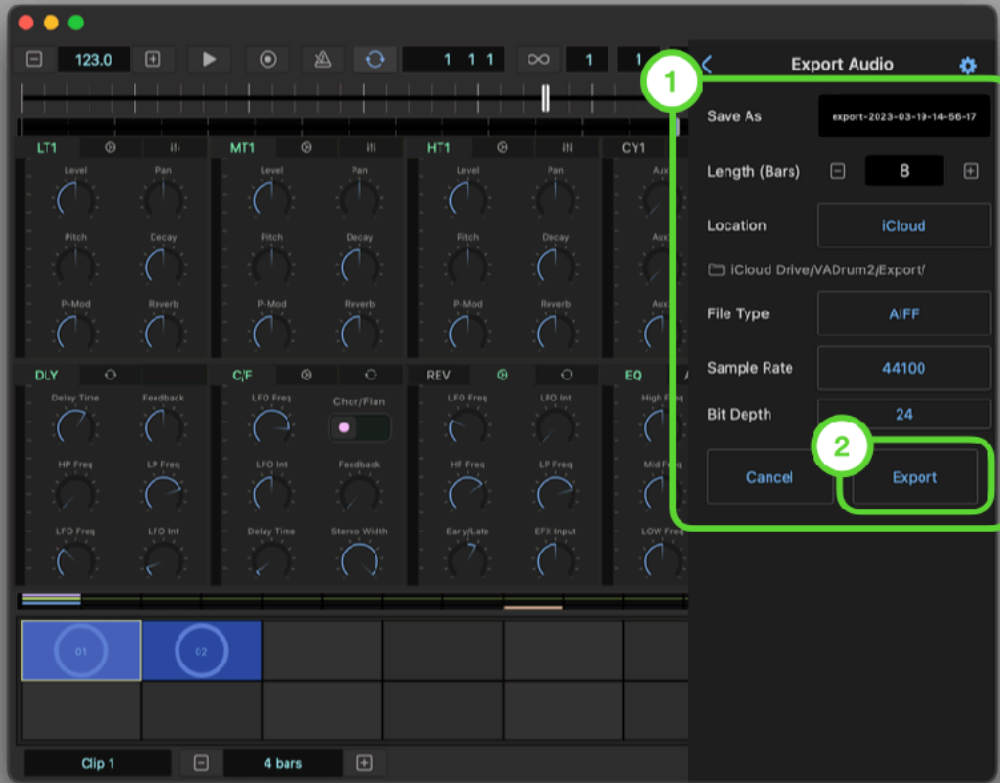 123.0
1 1 1
1
1
1
Export Audio
Save As
export-2023-03-19-14-56-17
Length (Bars)
8
Location
iCloud
iCloud Drive/VADrum2/Export/
File Type
AIFF
Sample Rate
44100
Bit Depth
24
2
Cancel
Export
LT1
MT1
HT1
CY1
Level Pan Level Pan Level Pan Aux
Pitch Decay Pitch Decay Pitch Decay Aux
P-Mod Reverb P-Mod Reverb P-Mod Reverb Aux
DLY
C/F
REV
EQ
Delay Time Feedback LFO Freq Chor/Flan LFO Freq LFO Int High F
HP Freq LP Freq LFO Int Feedback HF Freq LP Freq Mid F
LFO Freq LFO Int Delay Time Stereo Width Early/Late EFX Input LOW F
01
02
Clip 1
4 bars